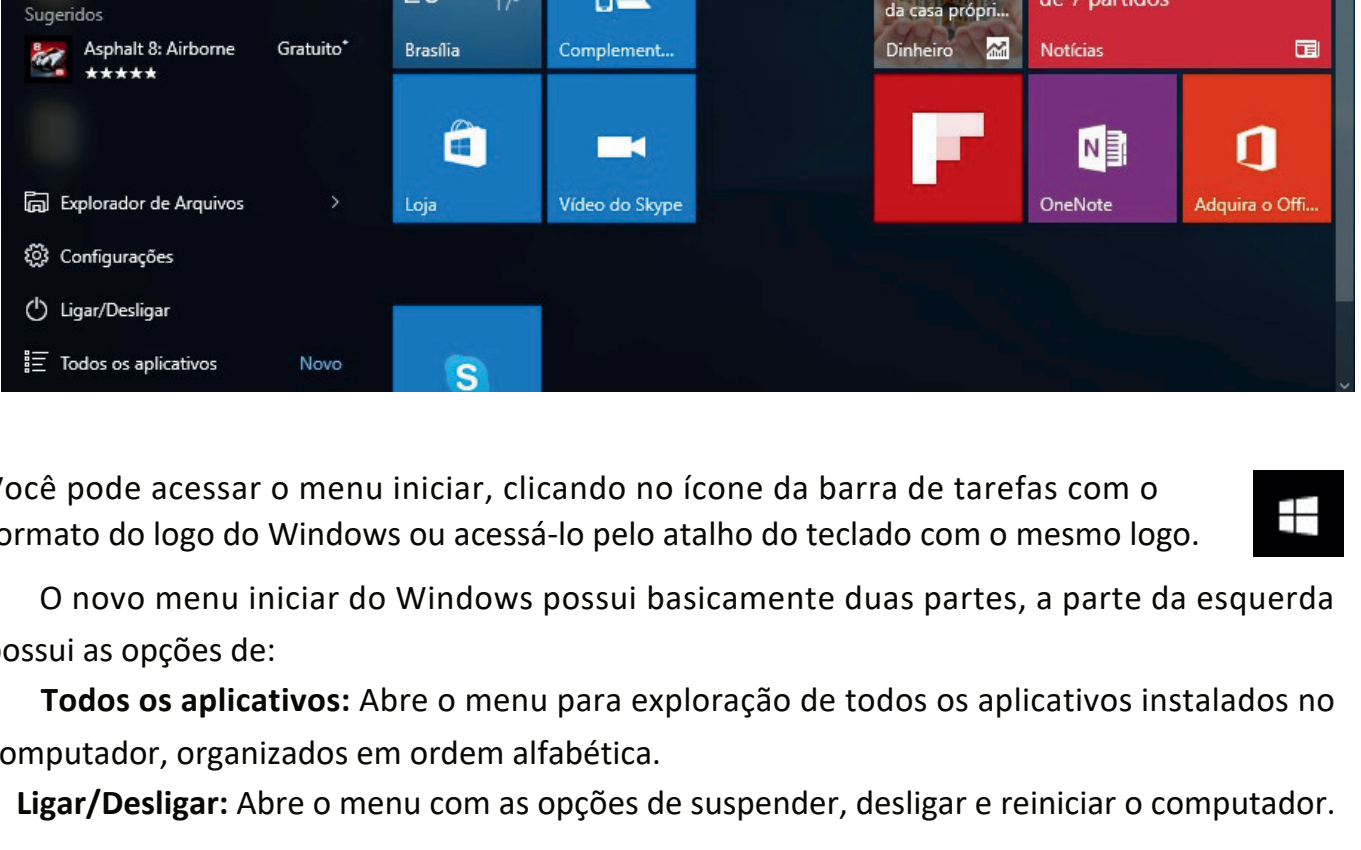 Sugeridos
Asphalt 8: Airborne Gratuito*
Explorador de Arquivos
Configurações
Ligar/Desligar
Todos os aplicativos Novo
17°
Brasília
Complement...
Loja
Vídeo do Skype
da casa própri...
Dinheiro
de 7 partidos
Notícias
OneNote
Adquira o Offi...
Você pode acessar o menu iniciar, clicando no ícone da barra de tarefas com o
formato do logo do Windows ou acessá-lo pelo atalho do teclado com o mesmo logo.
O novo menu iniciar do Windows possui basicamente duas partes, a parte da esquerda
possui as opções de:
Todos os aplicativos: Abre o menu para exploração de todos os aplicativos instalados no
computador, organizados em ordem alfabética.
Ligar/Desligar: Abre o menu com as opções de suspender, desligar e reiniciar o computador.